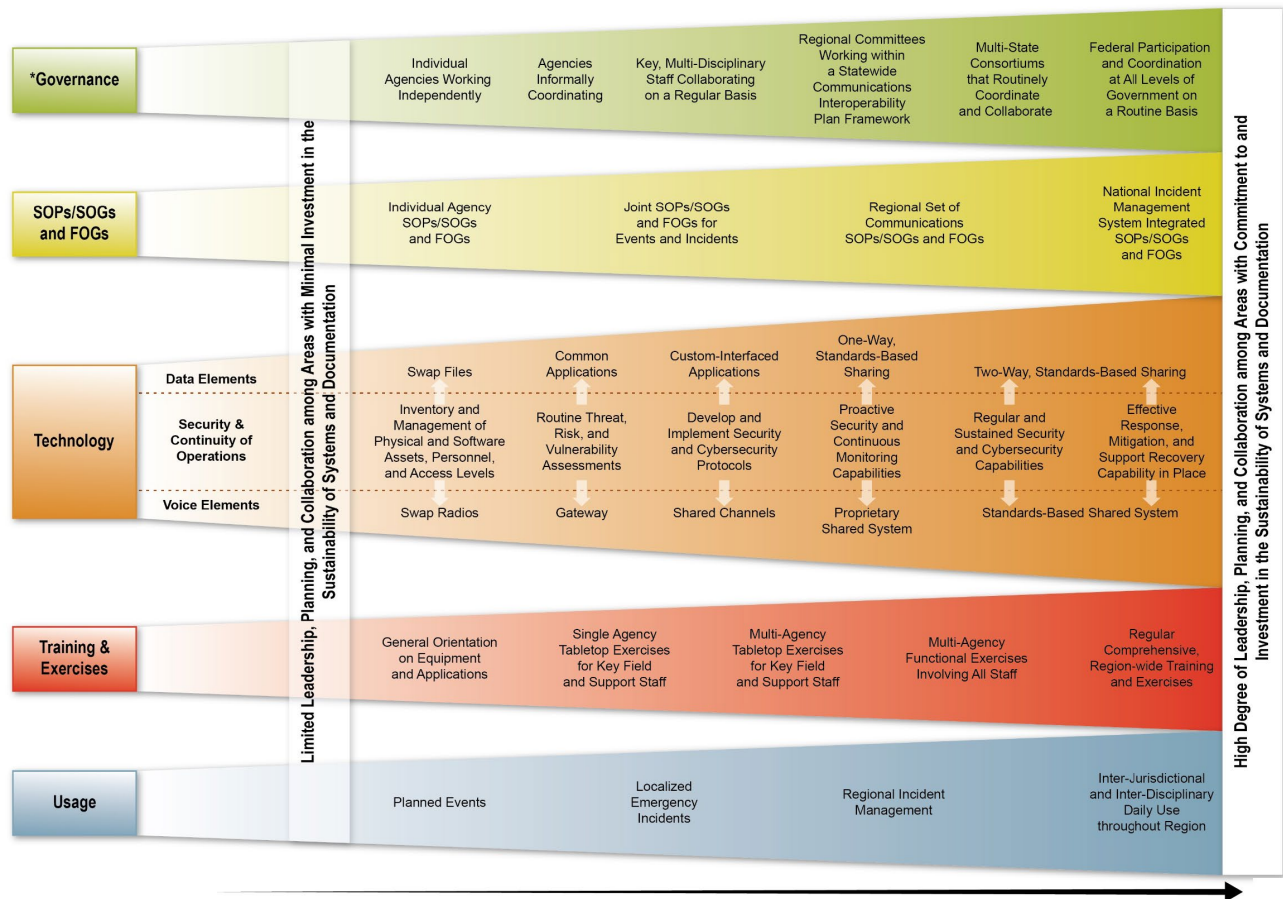 *Governance
Individual
Agencies Working
Independently
Agencies
Informally
Coordinating
Key, Multi-Disciplinary
Staff Collaborating
on a Regular Basis
Regional Committees
Working within
a Statewide
Communications
Interoperability
Plan Framework
Multi-State
Consortiums
that Routinely
Coordinate
and Collaborate
Federal Participation
and Coordination
at All Levels of
Government on
a Routine Basis
Limited Leadership, Planning, and Collaboration among Areas with Minimal Investment in the
Sustainability of Systems and Documentation
SOPs/SOGs
and FOGs
Individual Agency
SOPs/SOGs
and FOGs
Joint SOPs/SOGs
and FOGs for
Events and Incidents
Regional Set of
Communications
SOPs/SOGs and FOGs
National Incident
Management
System Integrated
SOPs/SOGs
and FOGs
Technology
Data Elements
Swap Files
Common
Applications
Custom-Interfaced
Applications
One-Way,
Standards-Based
Sharing
Two-Way, Standards-Based Sharing
Security &
Continuity of
Operations
Inventory and
Management of
Physical and Software
Assets, Personnel,
and Access Levels
Routine Threat,
Risk, and
Vulnerability
Assessments
Develop and
Implement Security
and Cybersecurity
Protocols
Proactive
Security and
Continuous
Monitoring
Capabilities
Regular and
Sustained Security
and Cybersecurity
Capabilities
Effective
Response,
Mitigation, and
Support Recovery
Capability in Place
Voice Elements
Swap Radios
Gateway
Shared Channels
Proprietary
Shared System
Standards-Based Shared System
Training &
Exercises
General Orientation
on Equipment
and Applications
Single Agency
Tabletop Exercises
for Key Field
and Support Staff
Multi-Agency
Tabletop Exercises
for Key Field
and Support Staff
Multi-Agency
Functional Exercises
Involving All Staff
Regular
Comprehensive,
Region-wide Training
and Exercises
Usage
Planned Events
Localized
Emergency
Incidents
Regional Incident
Management
Inter-Jurisdictional
and Inter-Disciplinary
Daily Use
throughout Region
High Degree of Leadership, Planning, and Collaboration among Areas with Commitment to and
Investment in the Sustainability of Systems and Documentation